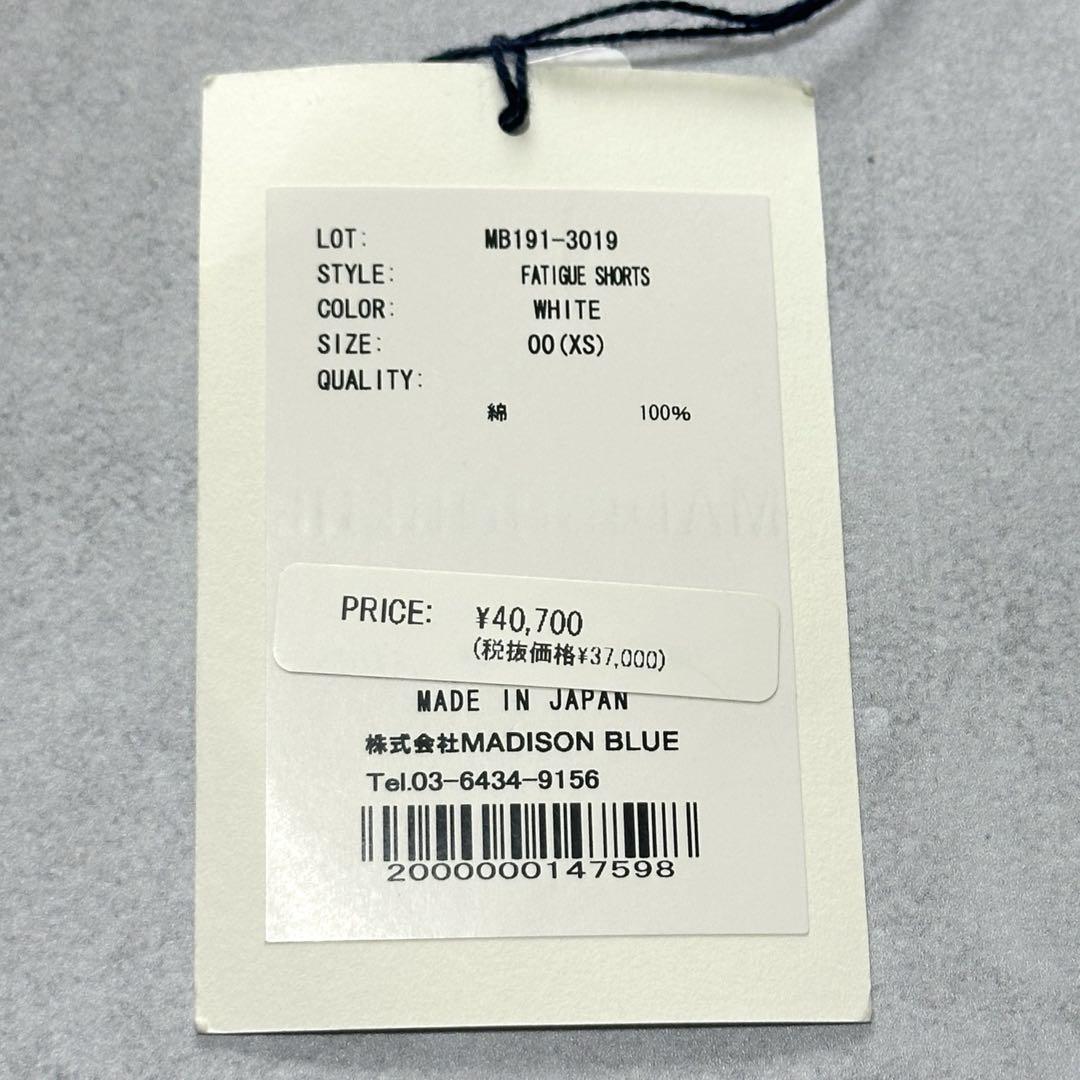 LOT: MB191-3019
STYLE: FATIGUE SHORTS
COLOR: WHITE
SIZE: 00(XS)
QUALITY:
綿 100%
PRICE: ¥40,700
(税抜価格¥37,000)
MADE IN JAPAN
株式会社MADISON BLUE
Tel.03-6434-9156
2000000147598